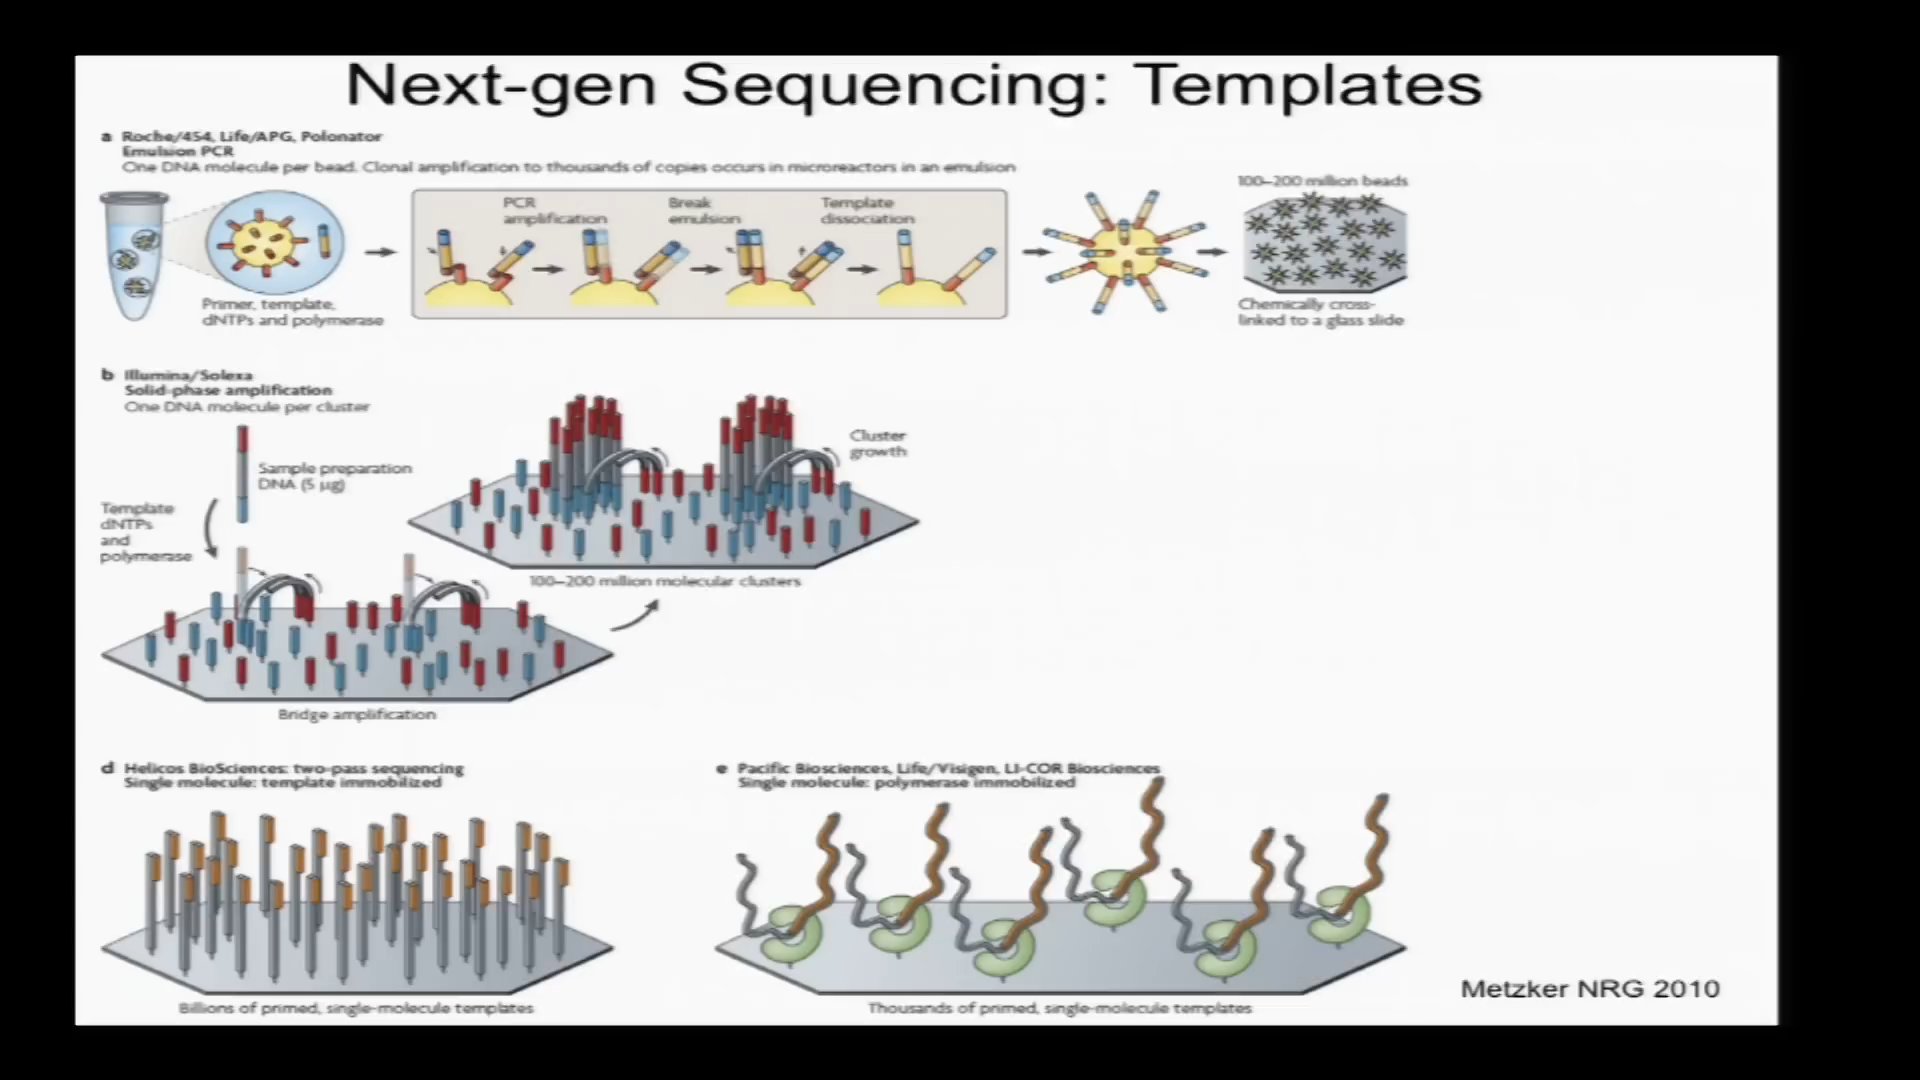 Next-gen Sequencing: Templates
a Roche/454, Life/APG, Polonator
Emulsion PCR
One DNA molecule per bead. Clonal amplification to thousands of copies occurs in microreactors in an emulsion
PCR
amplification
Break
emulsion
Template
dissociation
100–200 million beads
Primer, template,
dNTPs and polymerase
Chemically cross-
linked to a glass slide
b Illumina/Solexa
Solid-phase amplification
One DNA molecule per cluster
Sample preparation
DNA (5 µg)
Template
dNTPs
and
polymerase
Cluster
growth
100–200 million molecular clusters
Bridge amplification
d Helicos BioSciences: two-pass sequencing
Single molecule: template immobilized
Billions of primed, single-molecule templates
e Pacific Biosciences, Life/Visigen, LI-COR Biosciences
Single molecule: polymerase immobilized
Thousands of primed, single-molecule templates
Metzker NRG 2010